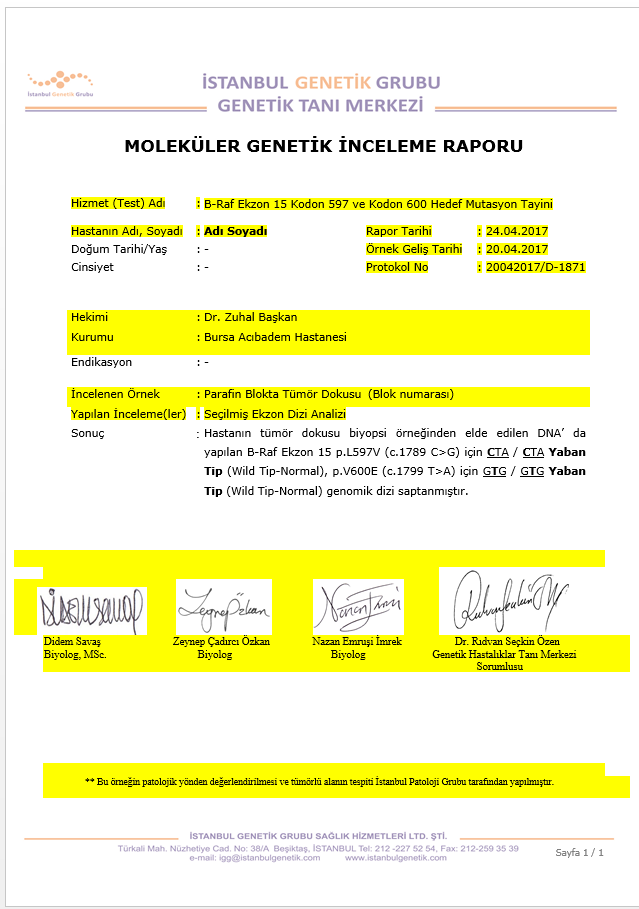 İstanbul Genetik Grubu
İSTANBUL GENETİK GRUBU
GENETİK TANI MERKEZİ
MOLEKÜLER GENETİK İNCELEME RAPORU
Hizmet (Test) Adı : B-Raf Ekzon 15 Kodon 597 ve Kodon 600 Hedef Mutasyon Tayini
Hastanın Adı, Soyadı : Adı Soyadı Rapor Tarihi : 24.04.2017
Doğum Tarihi/Yaş : - Örnek Geliş Tarihi : 20.04.2017
Cinsiyet : - Protokol No : 20042017/D-1871
Hekimi : Dr. Zuhal Başkan
Kurumu : Bursa Acıbadem Hastanesi
Endikasyon : -
İncelenen Örnek : Parafin Blokta Tümör Dokusu (Blok numarası)
Yapılan İnceleme(ler) : Seçilmiş Ekzon Dizi Analizi
Sonuç : Hastanın tümör dokusu biyopsi örneğinden elde edilen DNA’ da
yapılan B-Raf Ekzon 15 p.L597V (c.1789 C>G) için CTA / CTA Yaban
Tip (Wild Tip-Normal), p.V600E (c.1799 T>A) için GTG / GTG Yaban
Tip (Wild Tip-Normal) genomik dizi saptanmıştır.
Didem Savaş Zeynep Çadırcı Özkan Nazan Emruşi İmrek Dr. Rıdvan Seçkin Özen
Biyolog, MSc. Biyolog Biyolog Genetik Hastalıklar Tanı Merkezi
Sorumlusu
** Bu örneğin patolojik yönden değerlendirilmesi ve tümörlü alanın tespiti İstanbul Patoloji Grubu tarafından yapılmıştır.
İSTANBUL GENETİK GRUBU SAĞLIK HİZMETLERİ LTD. ŞTİ.
Türkali Mah. Nüzhetiye Cad. No: 38/A Beşiktaş, İSTANBUL Tel: 212 -227 52 54, Fax: 212-259 35 39
e-mail: igg@istanbulgenetik.com www.istanbulgenetik.com
Sayfa 1 / 1